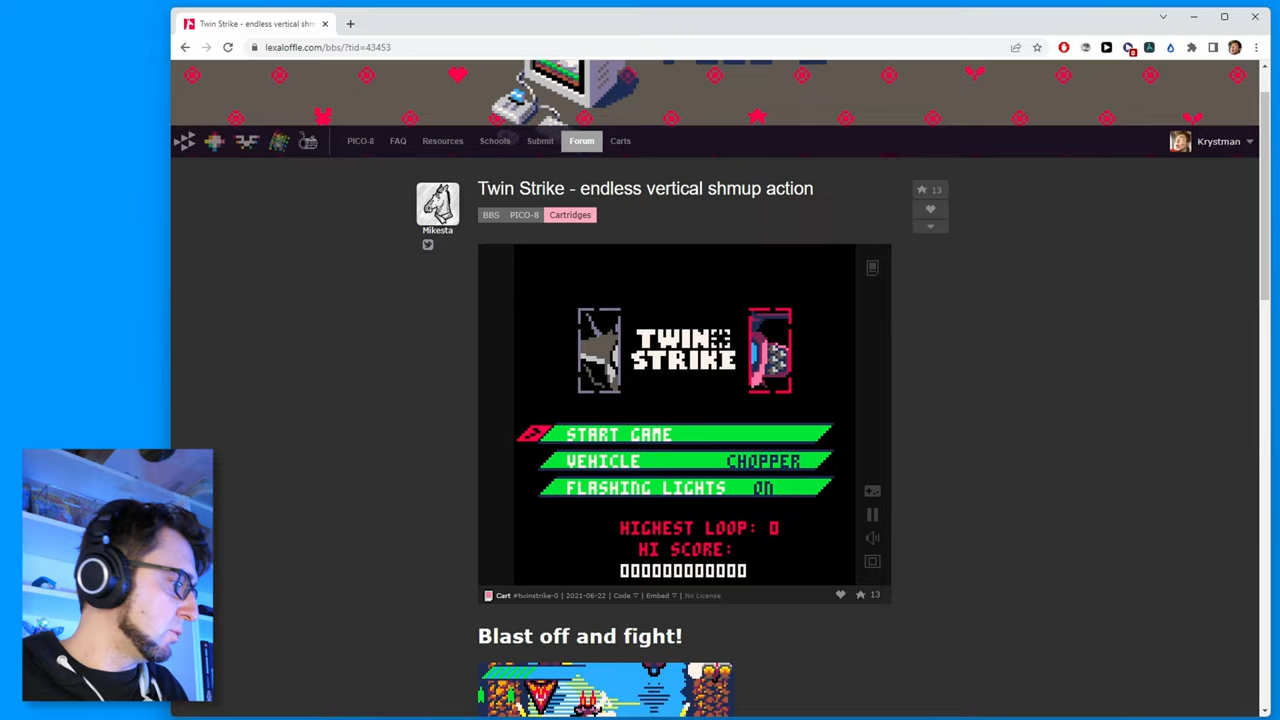 Twin Strike - endless vertical shm
lexaloffle.com/bbs/?tid=43453
PICO-8 FAQ Resources Schools Submit Forum Carts Krystman
Twin Strike - endless vertical shmup action
13
BBS PICO-8 Cartridges
Mikesta
TWIN
STRIKE
START GAME
VEHICLE CHOPPER
FLASHING LIGHTS ON
HIGHEST LOOP: 0
HI SCORE:
000000000000
Cart #twinstrike-0 | 2021-06-22 | Code ▽ | Embed ▽ | No License 13
Blast off and fight!